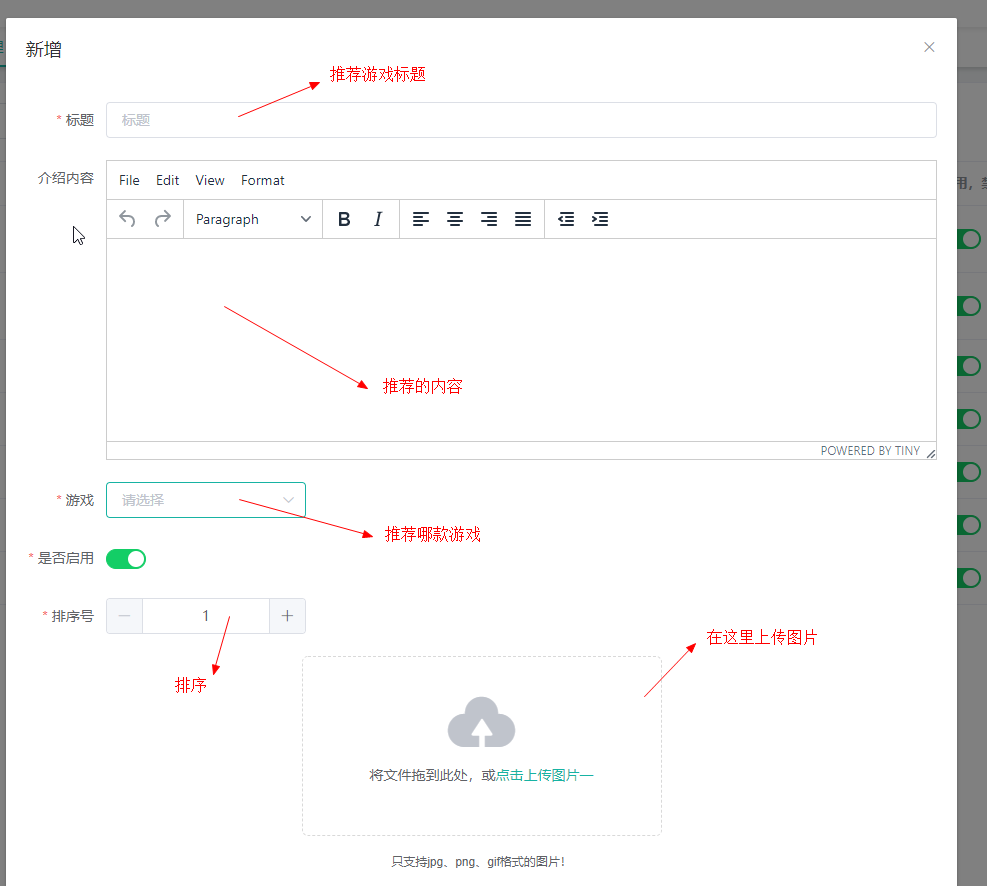 新增
推荐游戏标题
* 标题 标题
介绍内容 File Edit View Format
Paragraph B I
推荐的内容
POWERED BY TINY
* 游戏 请选择
推荐哪款游戏
* 是否启用
* 排序号 1
在这里上传图片
排序
将文件拖到此处，或点击上传图片一
只支持jpg、png、gif格式的图片！